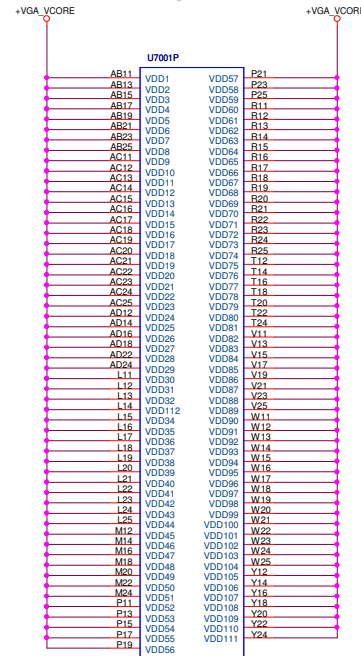 +VGA_VCORE +VGA_VCORE
U7001P
AB11 VDD1 VDD57 P21
AB13 VDD2 VDD58 P23
AB15 VDD3 VDD59 P25
AB17 VDD4 VDD60 R11
AB19 VDD5 VDD61 R12
AB21 VDD6 VDD62 R13
AB23 VDD7 VDD63 R14
AB25 VDD8 VDD64 R15
AC11 VDD9 VDD65 R16
AC12 VDD10 VDD66 R17
AC13 VDD11 VDD67 R18
AC14 VDD12 VDD68 R19
AC15 VDD13 VDD69 R20
AC16 VDD14 VDD70 R21
AC17 VDD15 VDD71 R22
AC18 VDD16 VDD72 R23
AC19 VDD17 VDD73 R24
AC20 VDD18 VDD74 R25
AC21 VDD19 VDD75 T12
AC22 VDD20 VDD76 T14
AC23 VDD21 VDD77 T16
AC24 VDD22 VDD78 T18
AC25 VDD23 VDD79 T20
AD12 VDD24 VDD80 T22
AD14 VDD25 VDD81 T24
AD16 VDD26 VDD82 V11
AD18 VDD27 VDD83 V13
AD22 VDD28 VDD84 V15
AD24 VDD29 VDD85 V17
L11 VDD30 VDD86 V19
L12 VDD31 VDD87 V21
L13 VDD32 VDD88 V23
L14 VDD112 VDD89 V25
L15 VDD34 VDD90 W11
L16 VDD35 VDD91 W12
L17 VDD36 VDD92 W13
L18 VDD37 VDD93 W14
L19 VDD38 VDD94 W15
L20 VDD39 VDD95 W16
L21 VDD40 VDD96 W17
L22 VDD41 VDD97 W18
L23 VDD42 VDD98 W19
L24 VDD43 VDD99 W20
L25 VDD44 VDD100 W21
M12 VDD45 VDD101 W22
M14 VDD46 VDD102 W23
M16 VDD47 VDD103 W24
M18 VDD48 VDD104 W25
M20 VDD49 VDD105 Y12
M22 VDD50 VDD106 Y14
M24 VDD51 VDD107 Y16
P11 VDD52 VDD108 Y18
P13 VDD53 VDD109 Y20
P15 VDD54 VDD110 Y22
P17 VDD55 VDD111 Y24
P19 VDD56